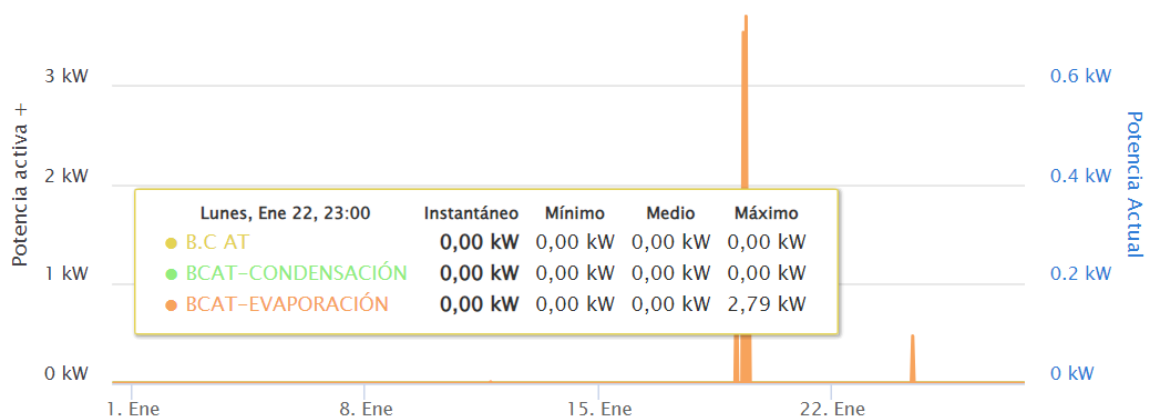 3 kW
0.6 kW
2 kW
0.4 kW
Potencia activa +
Potencia Actual
Lunes, Ene 22, 23:00 Instantáneo Mínimo Medio Máximo
B.C AT 0,00 kW 0,00 kW 0,00 kW 0,00 kW
BCAT-CONDENSACIÓN 0,00 kW 0,00 kW 0,00 kW 0,00 kW
BCAT-EVAPORACIÓN 0,00 kW 0,00 kW 0,00 kW 2,79 kW
1 kW
0.2 kW
0 kW
0 kW
1. Ene 8. Ene 15. Ene 22. Ene